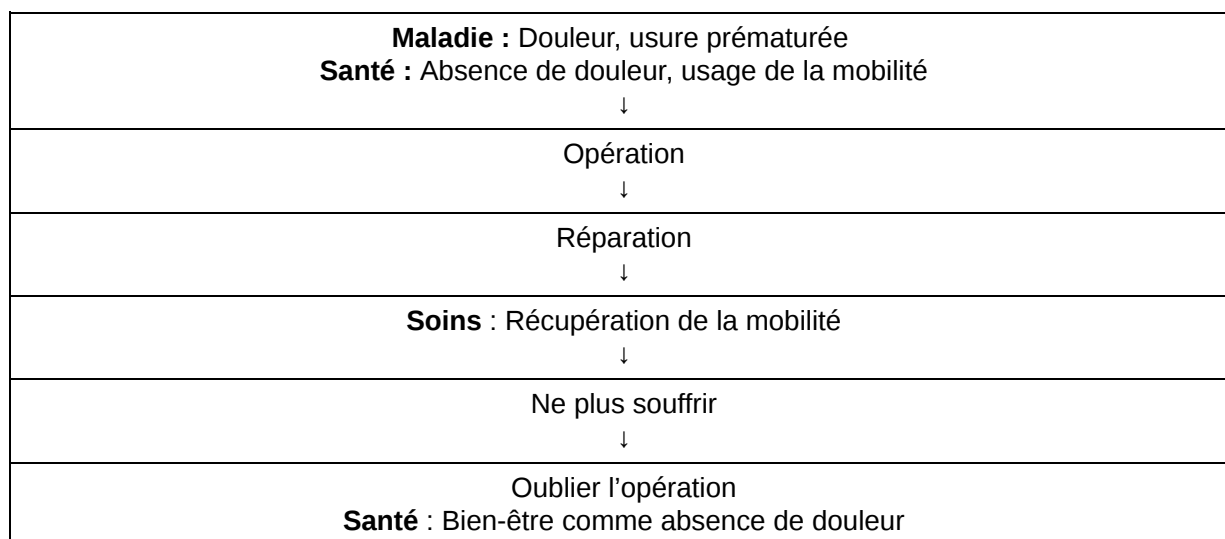 Maladie : Douleur, usure prématurée
Santé : Absence de douleur, usage de la mobilité
↓
Opération
↓
Réparation
↓
Soins : Récupération de la mobilité
↓
Ne plus souffrir
↓
Oublier l’opération
Santé : Bien-être comme absence de douleur